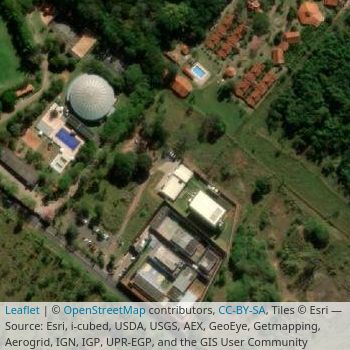 Leaflet | © OpenStreetMap contributors, CC-BY-SA, Tiles © Esri —
Source: Esri, i-cubed, USDA, USGS, AEX, GeoEye, Getmapping,
Aerogrid, IGN, IGP, UPR-EGP, and the GIS User Community